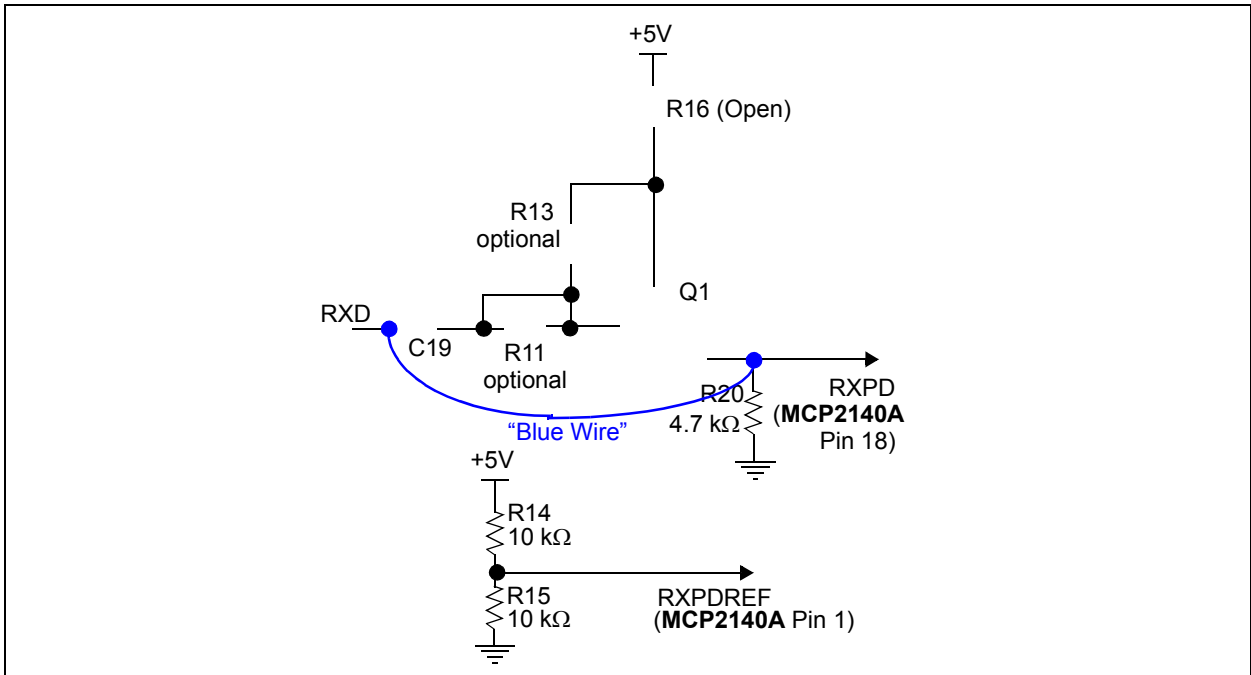 +5V
R16 (Open)
R13
optional
Q1
RXD
C19
R11
optional
R20
4.7 kΩ
RXPD
(MCP2140A
Pin 18)
“Blue Wire”
+5V
R14
10 kΩ
R15
10 kΩ
RXPDREF
(MCP2140A Pin 1)